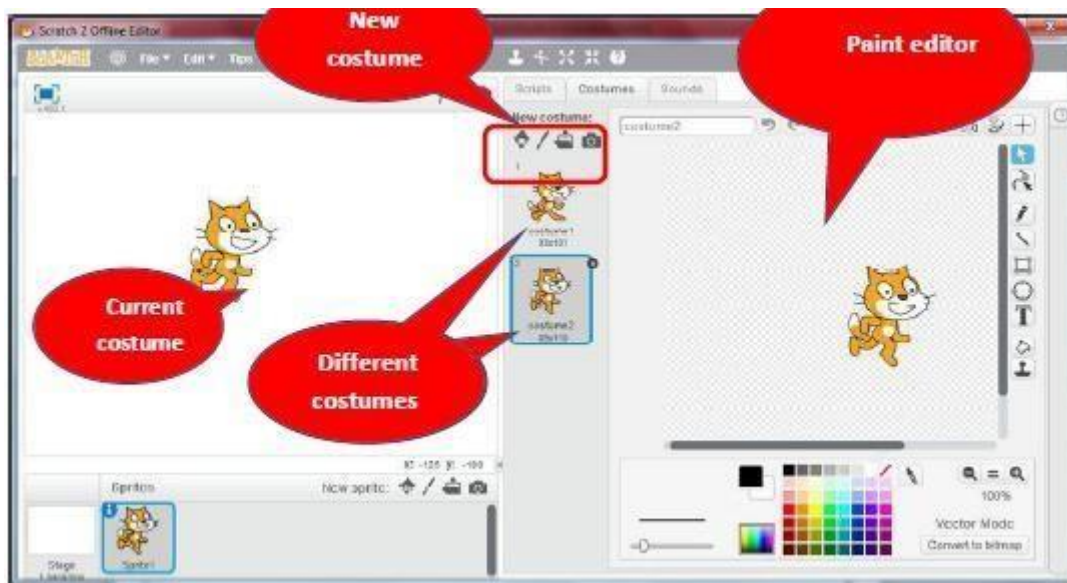 Scratch 2 Offline Editor
File Edit Tips
New
costume
Paint editor
Scripts Costumes Sounds
New costume:
costume2
1
costume1
costume2
Current
costume
Different
costumes
Sprites
New sprite:
Sprite1
Stage
100%
Vector Mode
Convert to bitmap
T